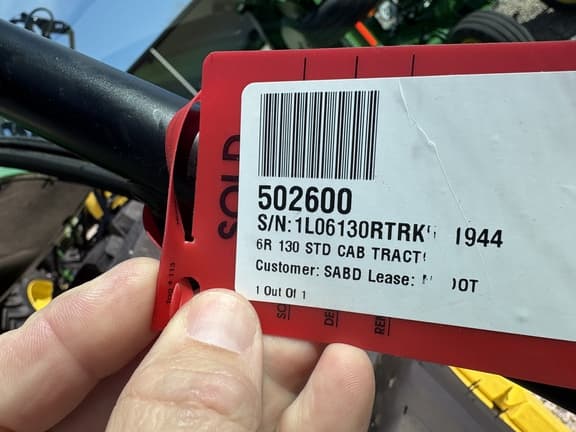 SOLD
502600
S/N: 1L06130RTRK 1944
6R 130 STD CAB
Customer: SABD Lease:
1 Out Of 1